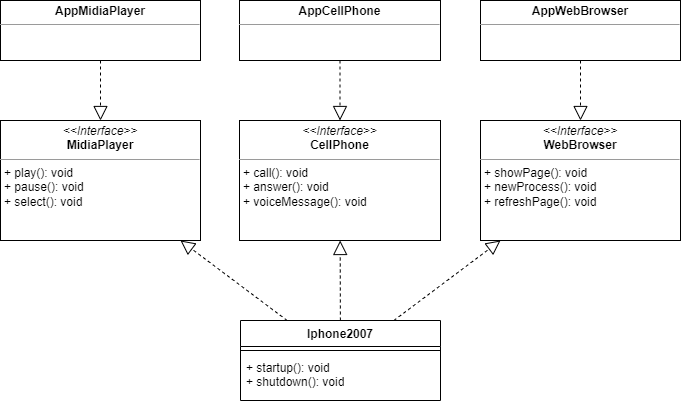 AppMidiaPlayer
AppCellPhone
AppWebBrowser
<<Interface>>
MidiaPlayer
+ play(): void
+ pause(): void
+ select(): void
<<Interface>>
CellPhone
+ call(): void
+ answer(): void
+ voiceMessage(): void
<<Interface>>
WebBrowser
+ showPage(): void
+ newProcess(): void
+ refreshPage(): void
Iphone2007
+ startup(): void
+ shutdown(): void